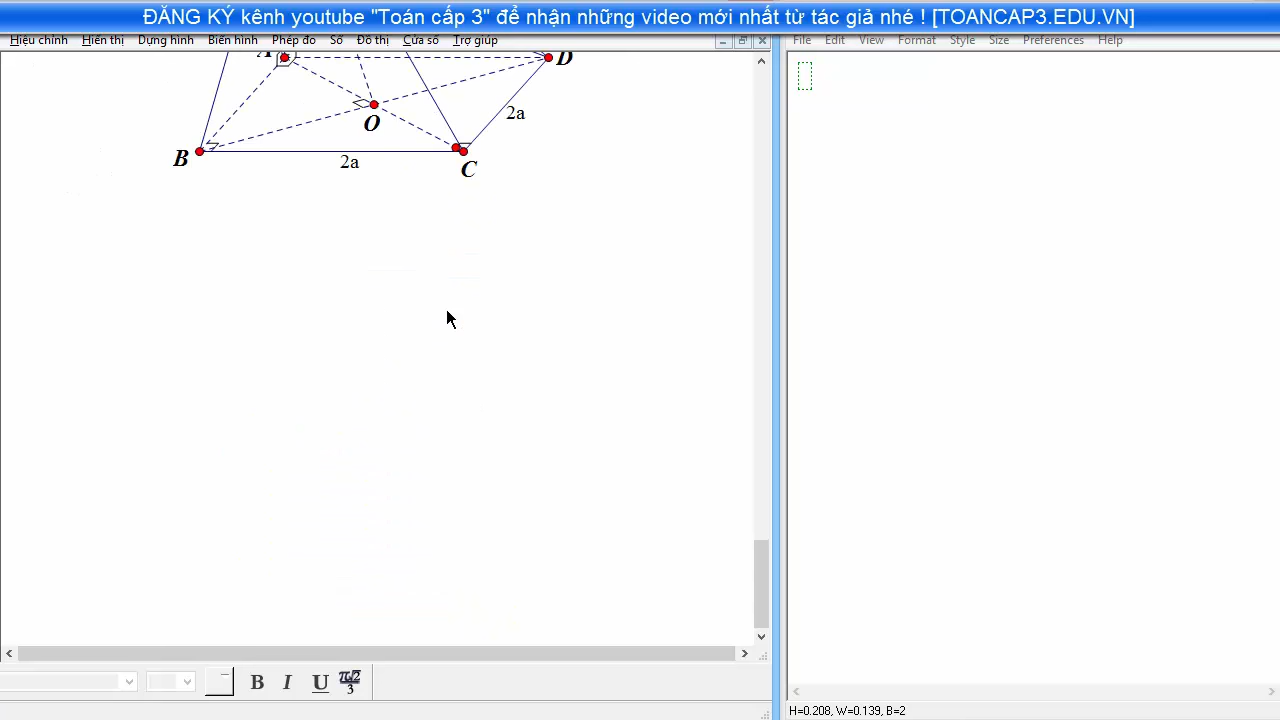 ĐĂNG KÝ kênh youtube "Toán cấp 3" để nhận những video mới nhất từ tác giả nhé ! [TOANCAP3.EDU.VN]
Hiệu chỉnh Hiển thị Dựng hình Biến hình Phép đo Số Đồ thị Cửa sổ Trợ giúp
File Edit View Format Style Size Preferences Help
A
D
2a
O
B
2a
C
B I U π√2/3
H=0.208, W=0.139, B=2